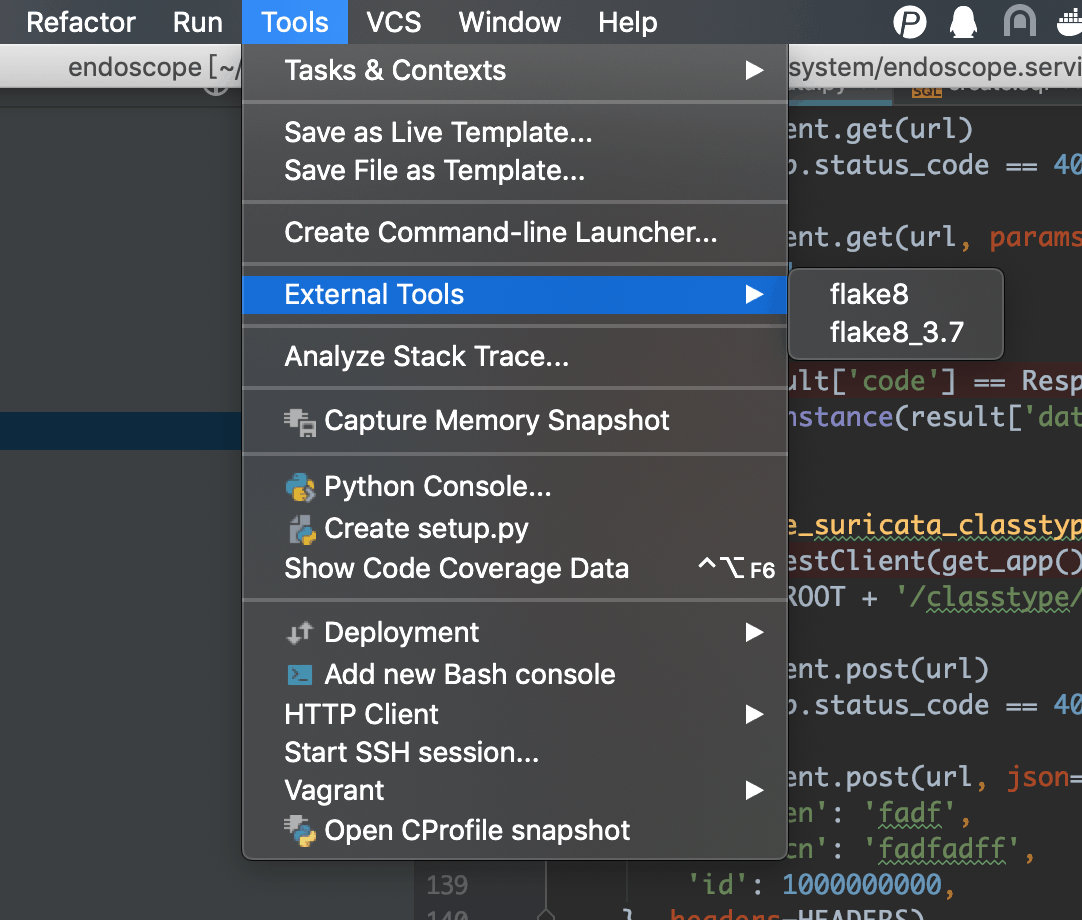 Refactor Run Tools VCS Window Help
endoscope [~/ system/endoscope.servi
Tasks & Contexts
Save as Live Template...
ent.get(url)
Save File as Template...
.status_code == 40
Create Command-line Launcher...
ent.get(url, params
External Tools
flake8
flake8_3.7
Analyze Stack Trace...
ult['code'] == Resp
Capture Memory Snapshot
nstance(result['dat
Python Console...
Create setup.py
e_suricata_classtyp
Show Code Coverage Data ^⌥F6
estClient(get_app()
ROOT + '/classtype/
Deployment
Add new Bash console
ent.post(url)
HTTP Client
.status_code == 40
Start SSH session...
Vagrant
ent.post(url, json=
en': 'fadf',
Open CProfile snapshot
cn': 'fadfadff',
139 'id': 1000000000,
140 }, headers=HEADERS)